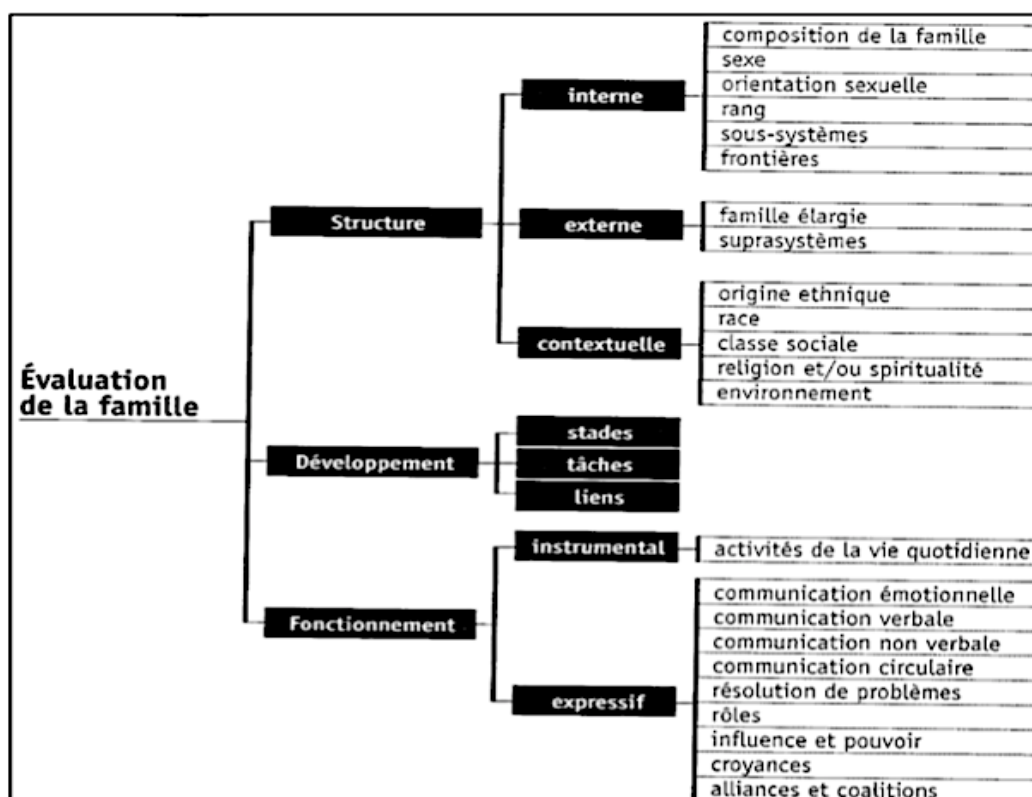 Évaluation
de la famille
Structure
interne
composition de la famille
sexe
orientation sexuelle
rang
sous-systèmes
frontières
externe
famille élargie
suprasystèmes
contextuelle
origine ethnique
race
classe sociale
religion et/ou spiritualité
environnement
Développement
stades
tâches
liens
Fonctionnement
instrumental
activités de la vie quotidienne
expressif
communication émotionnelle
communication verbale
communication non verbale
communication circulaire
résolution de problèmes
rôles
influence et pouvoir
croyances
alliances et coalitions